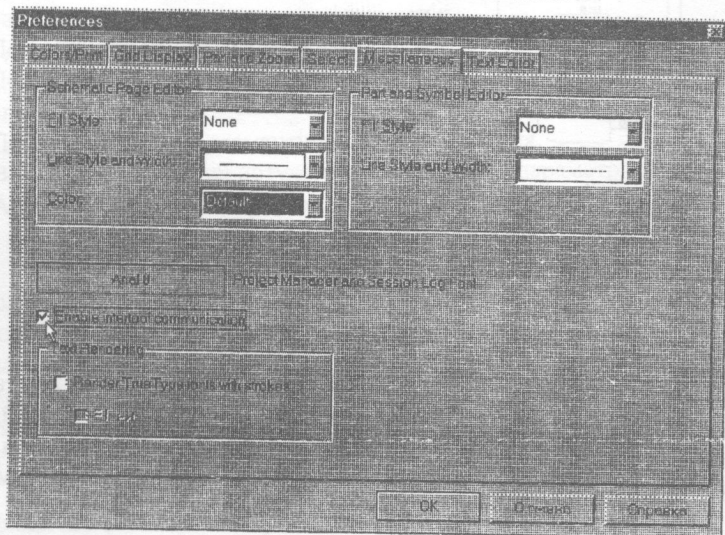 Preferences
Colors/Print Grid Display Pan and Zoom Select Miscellaneous Text Editor
Schematic Page Editor
Fill Style: None
Line Style and Width:
Color: Default
Part and Symbol Editor
Fill Style: None
Line Style and Width:
Arial 8 Project Manager and Session Log Font
Enable Intertool communication
Text Rendering
Render TrueType fonts with strokes
Fill text
OK Отмена Справка